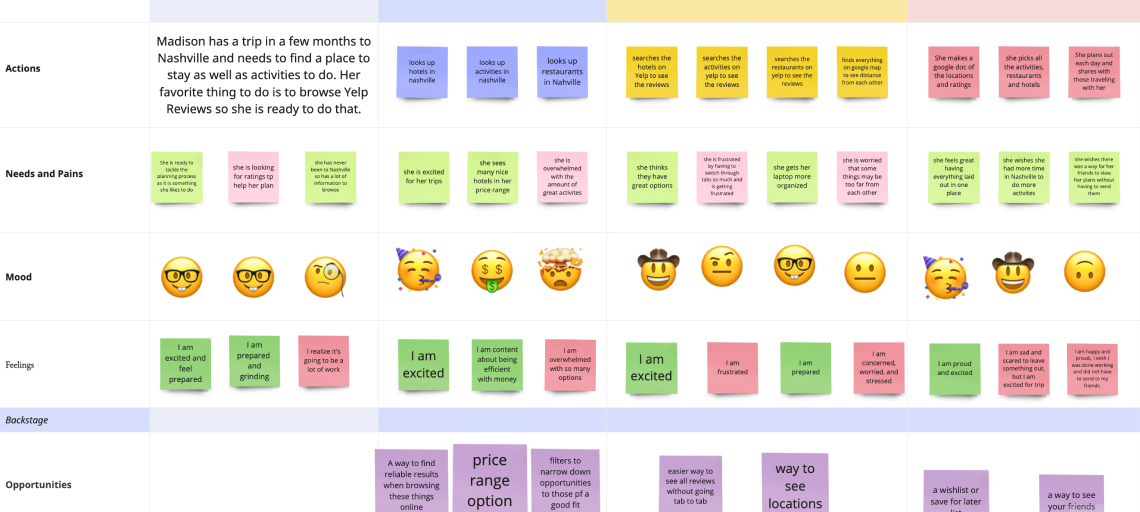 Actions
Madison has a trip in a few months to
Nashville and needs to find a place to
stay as well as activities to do. Her
favorite thing to do is to browse Yelp
Reviews so she is ready to do that.
looks up
hotels in
nashville
looks up
activities in
nashville
looks up
restaurants
in Nahville
searches the
hotels on
Yelp to see
the reviews
searches the
activities on
yelp to see
the reviews
searches the
restaurants on
yelp to see
the reviews
finds everything
on google map
to see distance
from each other
She makes a
google doc of
the locations
and ratings
she picks all
the activities,
restaurants
and hotels
She plans out
each day and
shares with
those traveling
with her
Needs and Pains
She is ready to
tackle the
planning process
as it is something
she likes to do
she is looking
for ratings tp
help her plan
she has never
been to Nashville
so has a lot of
information to
browse
she is excited
for her trips
she sees
many nice
hotels in her
price range
she is
overwhelmed
with the
amount of
great activites
she thinks
they have
great options
she is frustrated
by having to
switch through
tabs so much and
is getting
frustrated
she gets her
laptop more
organized
she is worried
that some
things may be
too far from
each other
she feels great
having
everything laid
out in one
place
she wishes she
had more time
in Nashville to
do more
activites
she wishes there
was a way for her
friends to view
her plans without
having to send
them
Mood
Feelings
I am
excited and
feel
prepared
I am
prepared
and
grinding
I realize it's
going to be a
lot of work
I am
excited
I am content
about being
efficient
with money
I am
overwhelmed
with so many
options
I am
excited
I am
frustrated
I am
prepared
I am
concerned,
worried, and
stressed
I am proud
and excited
I am sad and
scared to leave
something out,
but I am
excited for trip
I am happy and
proud, I wish I
was done working
and did not have
to send to my
friends.
Backstage
Opportunities
A way to find
reliable results
when browsing
these things
online
price
range
option
filters to
narrow down
opportunities
to those pf a
good fit
easier way to
see all reviews
without going
tab to tab
way to
see
locations
a wishlist or
save for later
a way to see
your friends